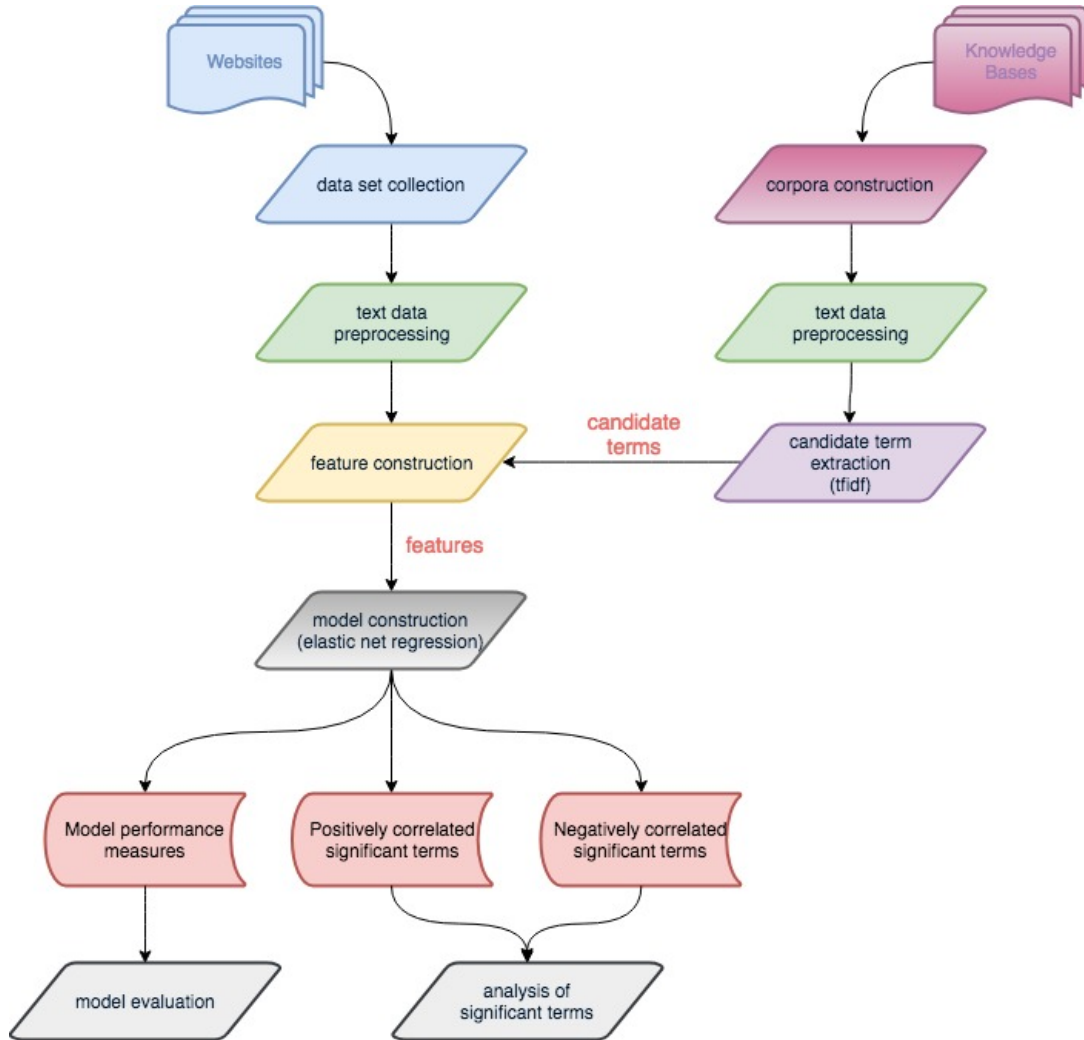 Websites
Knowledge
Bases
data set collection
corpora construction
text data
preprocessing
text data
preprocessing
candidate
terms
feature construction
candidate term
extraction
(tfidf)
features
model construction
(elastic net regression)
Model performance
measures
Positively correlated
significant terms
Negatively correlated
significant terms
model evaluation
analysis of
significant terms